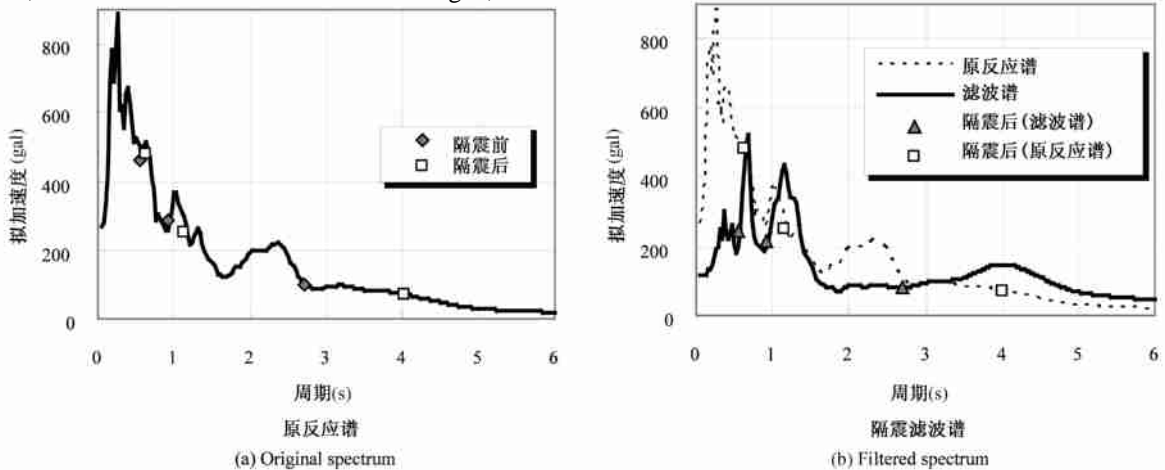 800
600
400
200
0
拟加速度 (gal)
隔震前
隔震后
0 1 2 3 4 5 6
周期(s)
原反应谱
(a) Original spectrum
800
600
400
200
0
拟加速度 (gal)
原反应谱
滤波谱
隔震后(滤波谱)
隔震后(原反应谱)
0 1 2 3 4 5 6
周期(s)
隔震滤波谱
(b) Filtered spectrum